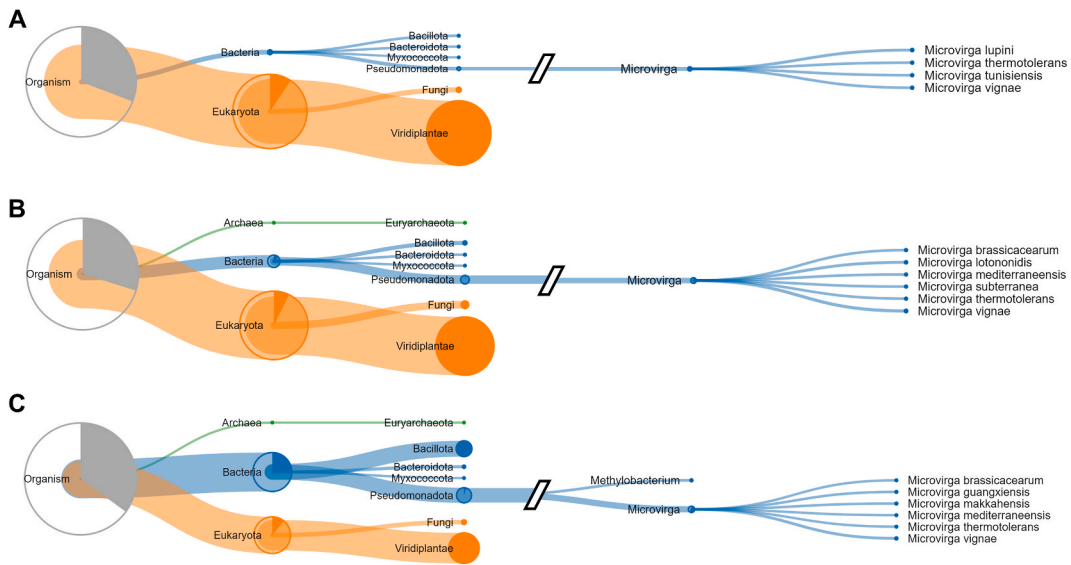 A
Organism
Bacteria
Bacillota
Bacteroidota
Myxococcota
Pseudomonadota
Eukaryota
Fungi
Viridiplantae
Microvirga
Microvirga lupini
Microvirga thermotolerans
Microvirga tunisiensis
Microvirga vignae
B
Organism
Archaea
Euryarchaeota
Bacteria
Bacillota
Bacteroidota
Myxococcota
Pseudomonadota
Eukaryota
Fungi
Viridiplantae
Microvirga
Microvirga brassicacearum
Microvirga lotononidis
Microvirga mediterraneensis
Microvirga subterranea
Microvirga thermotolerans
Microvirga vignae
C
Organism
Archaea
Euryarchaeota
Bacteria
Bacillota
Bacteroidota
Myxococcota
Pseudomonadota
Eukaryota
Fungi
Viridiplantae
Methylobacterium
Microvirga
Microvirga brassicacearum
Microvirga guangxiensis
Microvirga makkahensis
Microvirga mediterraneensis
Microvirga thermotolerans
Microvirga vignae